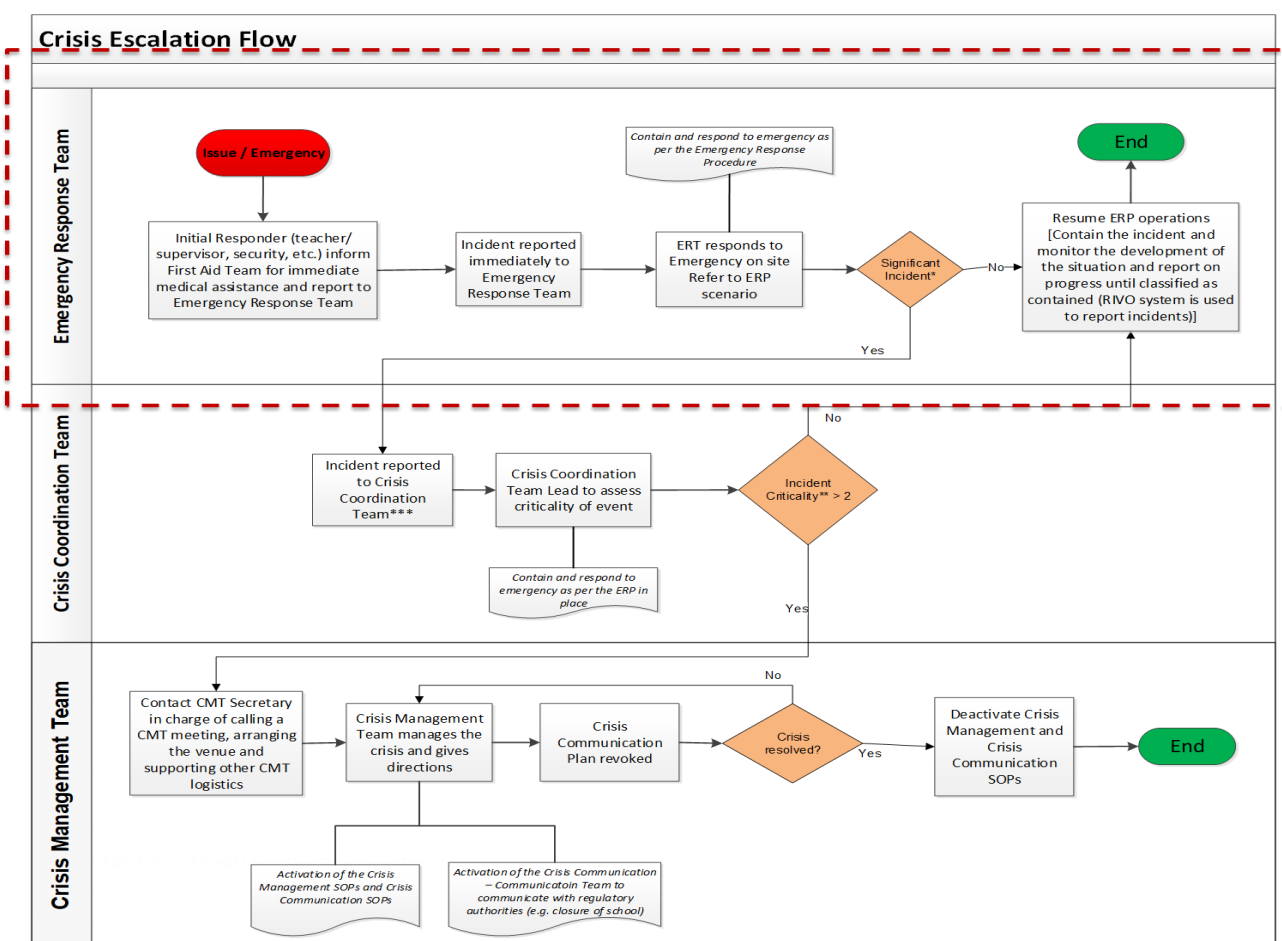 Crisis Escalation Flow
Emergency Response Team
Issue / Emergency
Initial Responder (teacher/
supervisor, security, etc.) inform
First Aid Team for immediate
medical assistance and report to
Emergency Response Team
Incident reported
immediately to
Emergency
Response Team
Contain and respond to emergency as
per the Emergency Response
Procedure
ERT responds to
Emergency on site
Refer to ERP
scenario
Significant
Incident*
No
Yes
End
Resume ERP operations
[Contain the incident and
monitor the development of
the situation and report on
progress until classified as
contained (RIVO system is used
to report incidents)]
Crisis Coordination Team
Incident reported
to Crisis
Coordination
Team***
Crisis Coordination
Team Lead to assess
criticality of event
Contain and respond to
emergency as per the ERP in
place
Incident
Criticality** > 2
No
Yes
Crisis Management Team
Contact CMT Secretary
in charge of calling a
CMT meeting, arranging
the venue and
supporting other CMT
logistics
Crisis Management
Team manages the
crisis and gives
directions
Crisis
Communication
Plan revoked
No
Crisis
resolved?
Yes
Deactivate Crisis
Management and
Crisis
Communication
SOPs
End
Activation of the Crisis
Management SOPs and Crisis
Communication SOPs
Activation of the Crisis Communication
– Communicatoin Team to
communicate with regulatory
authorities (e.g. closure of school)